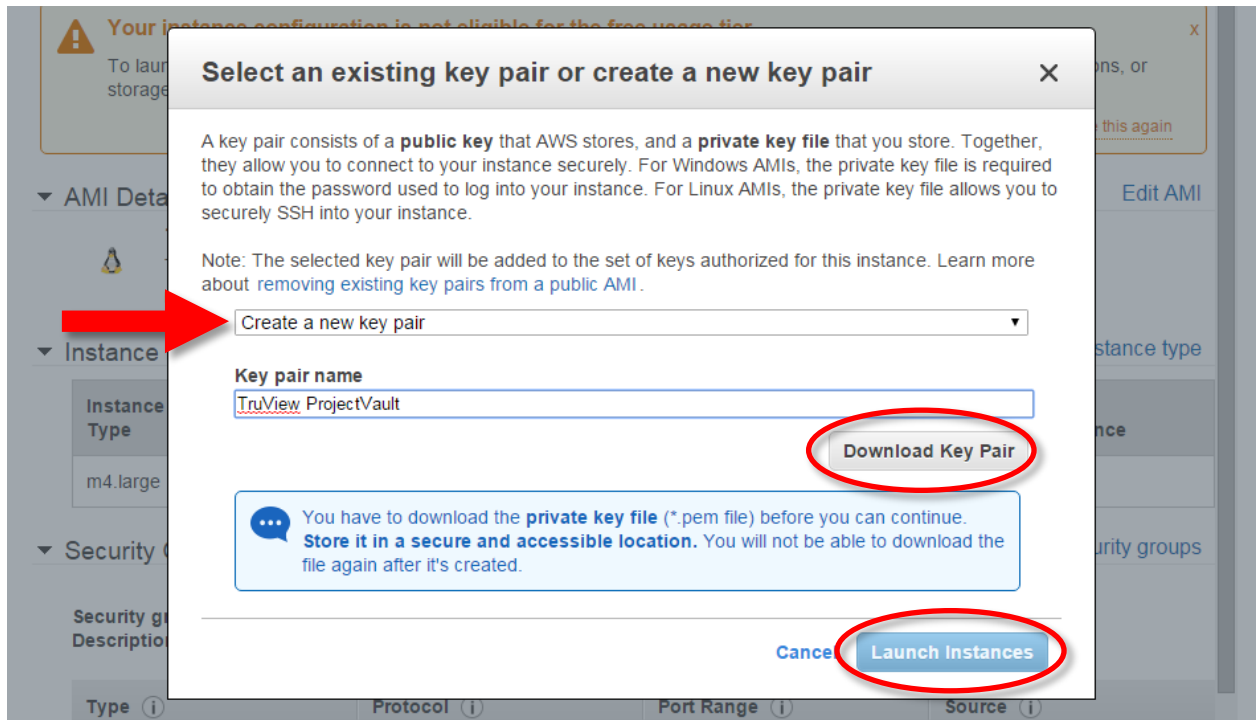 Your instance configuration is not eligible for the free usage tier
x
To laun
ons, or
storage
this again
Select an existing key pair or create a new key pair
A key pair consists of a public key that AWS stores, and a private key file that you store. Together,
they allow you to connect to your instance securely. For Windows AMIs, the private key file is required
to obtain the password used to log into your instance. For Linux AMIs, the private key file allows you to
securely SSH into your instance.
Note: The selected key pair will be added to the set of keys authorized for this instance. Learn more
about removing existing key pairs from a public AMI.
Create a new key pair
Key pair name
TruView ProjectVault
Download Key Pair
You have to download the private key file (*.pem file) before you can continue.
Store it in a secure and accessible location. You will not be able to download the
file again after it's created.
Cancel
Launch Instances
AMI Deta
Edit AMI
Instance
stance type
Instance
Type
nce
m4.large
Security G
urity groups
Security gr
Description
Type
Protocol
Port Range
Source